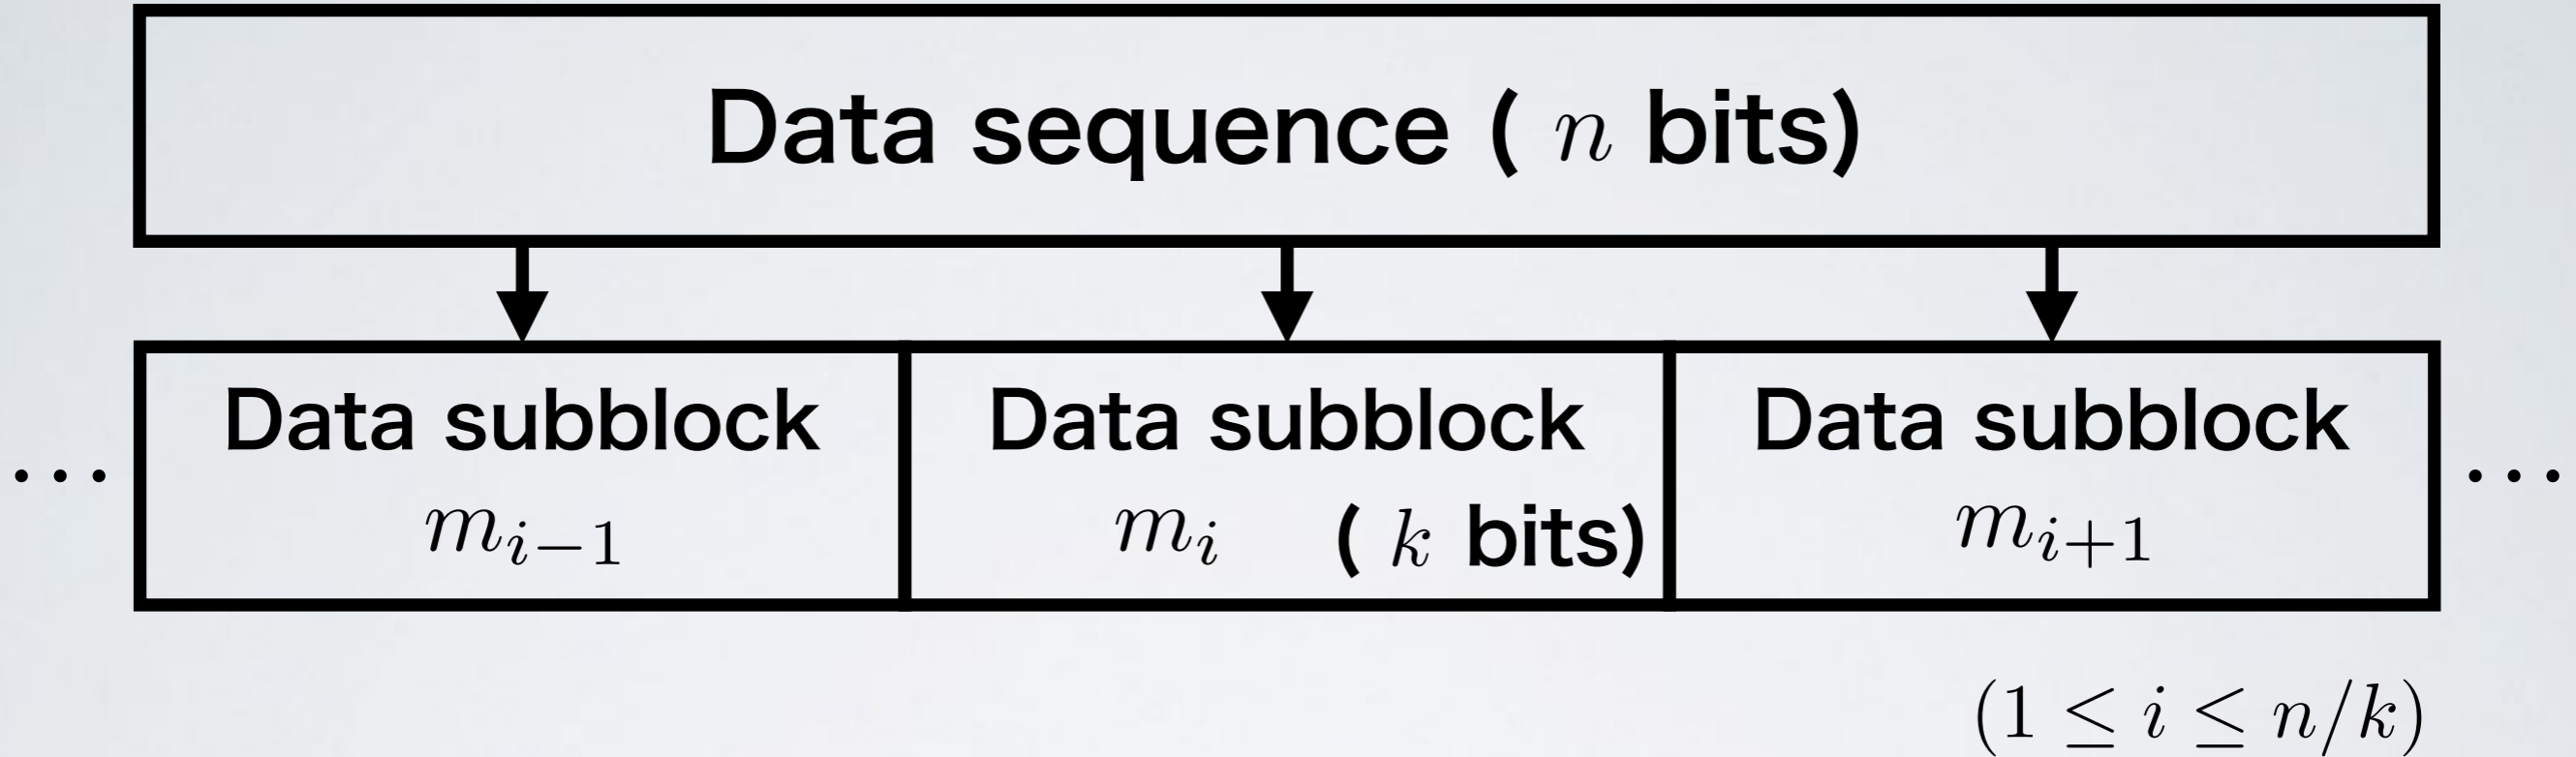 Data sequence ( n bits)
Data subblock Data subblock Data subblock
... m_{i-1} m_i ( k bits) m_{i+1} ...
(1 ≤ i ≤ n/k)